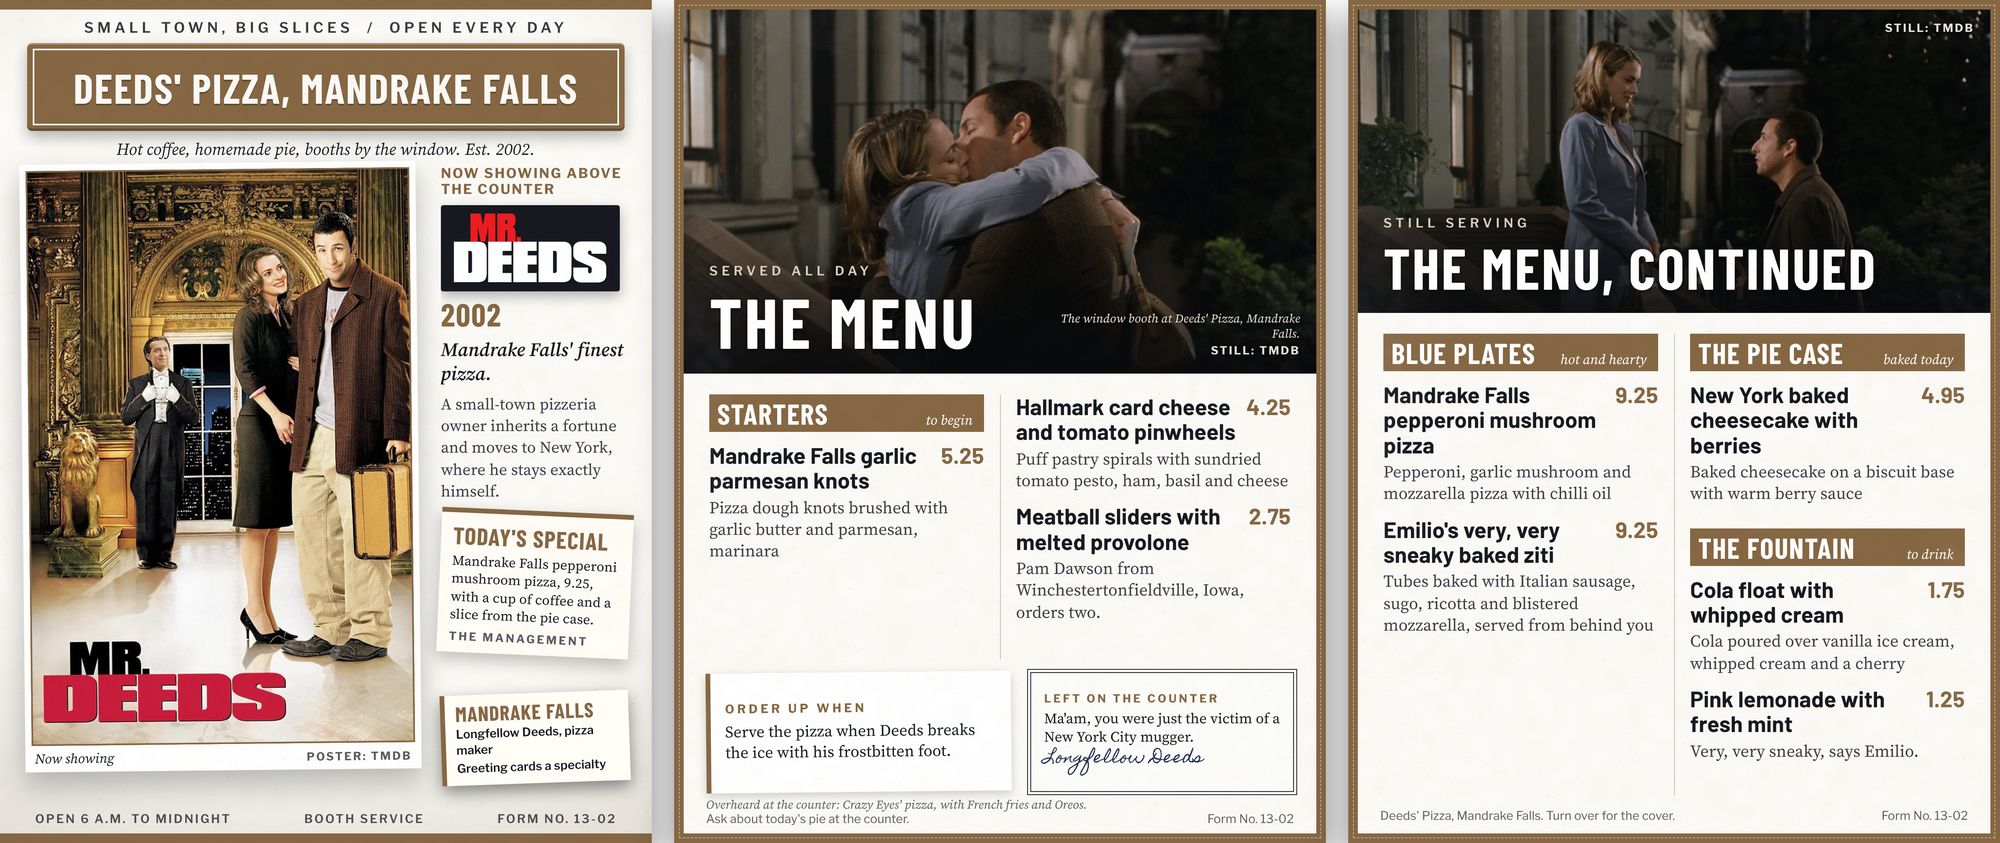 SMALL TOWN, BIG SLICES / OPEN EVERY DAY
DEEDS' PIZZA, MANDRAKE FALLS
Hot coffee, homemade pie, booths by the window. Est. 2002.
MR.
DEEDS
Now showing
POSTER: TMDB
NOW SHOWING ABOVE
THE COUNTER
MR.
DEEDS
2002
Mandrake Falls' finest
pizza.
A small-town pizzeria
owner inherits a fortune
and moves to New York,
where he stays exactly
himself.
TODAY'S SPECIAL
Mandrake Falls pepperoni
mushroom pizza, 9.25,
with a cup of coffee and a
slice from the pie case.
THE MANAGEMENT
MANDRAKE FALLS
Longfellow Deeds, pizza
maker
Greeting cards a specialty
OPEN 6 A.M. TO MIDNIGHT
BOOTH SERVICE
FORM NO. 13-02
SERVED ALL DAY
THE MENU
The window booth at Deeds' Pizza, Mandrake
Falls.
STILL: TMDB
STARTERS to begin
Mandrake Falls garlic 5.25
parmesan knots
Pizza dough knots brushed with
garlic butter and parmesan,
marinara
Hallmark card cheese 4.25
and tomato pinwheels
Puff pastry spirals with sundried
tomato pesto, ham, basil and cheese
Meatball sliders with 2.75
melted provolone
Pam Dawson from
Winchestertonfieldville, Iowa,
orders two.
ORDER UP WHEN
Serve the pizza when Deeds breaks
the ice with his frostbitten foot.
LEFT ON THE COUNTER
Ma'am, you were just the victim of a
New York City mugger.
Longfellow Deeds
Overheard at the counter: Crazy Eyes' pizza, with French fries and Oreos.
Ask about today's pie at the counter.
Form No. 13-02
STILL: TMDB
STILL SERVING
THE MENU, CONTINUED
BLUE PLATES hot and hearty
Mandrake Falls 9.25
pepperoni mushroom
pizza
Pepperoni, garlic mushroom and
mozzarella pizza with chilli oil
Emilio's very, very 9.25
sneaky baked ziti
Tubes baked with Italian sausage,
sugo, ricotta and blistered
mozzarella, served from behind you
THE PIE CASE baked today
New York baked 4.95
cheesecake with
berries
Baked cheesecake on a biscuit base
with warm berry sauce
THE FOUNTAIN to drink
Cola float with 1.75
whipped cream
Cola poured over vanilla ice cream,
whipped cream and a cherry
Pink lemonade with 1.25
fresh mint
Very, very sneaky, says Emilio.
Deeds' Pizza, Mandrake Falls. Turn over for the cover.
Form No. 13-02